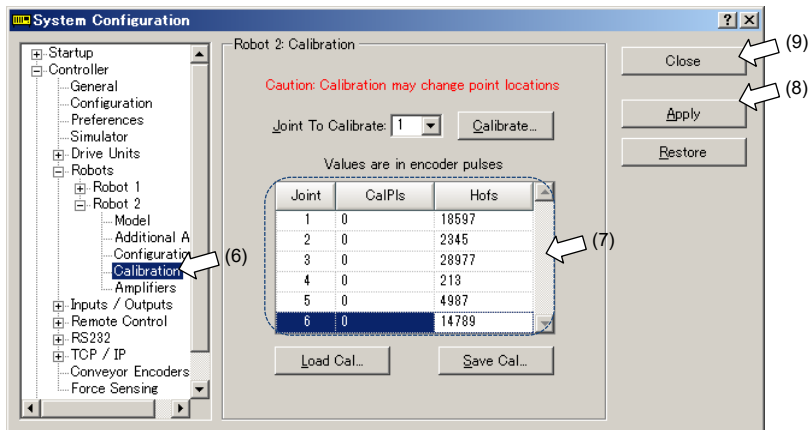 System Configuration
Startup
Controller
General
Configuration
Preferences
Simulator
Drive Units
Robots
Robot 1
Robot 2
Model
Additional A
Configuratio
Calibration
Amplifiers
Inputs / Outputs
Remote Control
RS232
TCP / IP
Conveyor Encoders
Force Sensing
(6)
Robot 2: Calibration
Caution: Calibration may change point locations
Joint To Calibrate: 1 Calibrate...
Values are in encoder pulses
Joint CalPls Hofs
1 0 18597
2 0 2345
3 0 28977
4 0 213
5 0 4987
6 0 14789
(7)
Load Cal... Save Cal...
Close
(9)
Apply
(8)
Restore